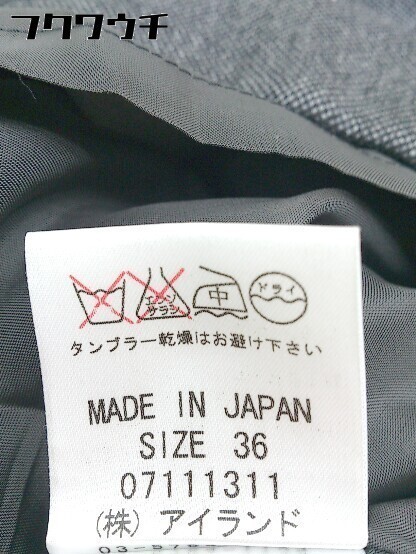 フクワウチ
エンソ サラシ 中 ドライ
タンブラー乾燥はお避け下さい
MADE IN JAPAN
SIZE 36
07111311
(株) アイランド